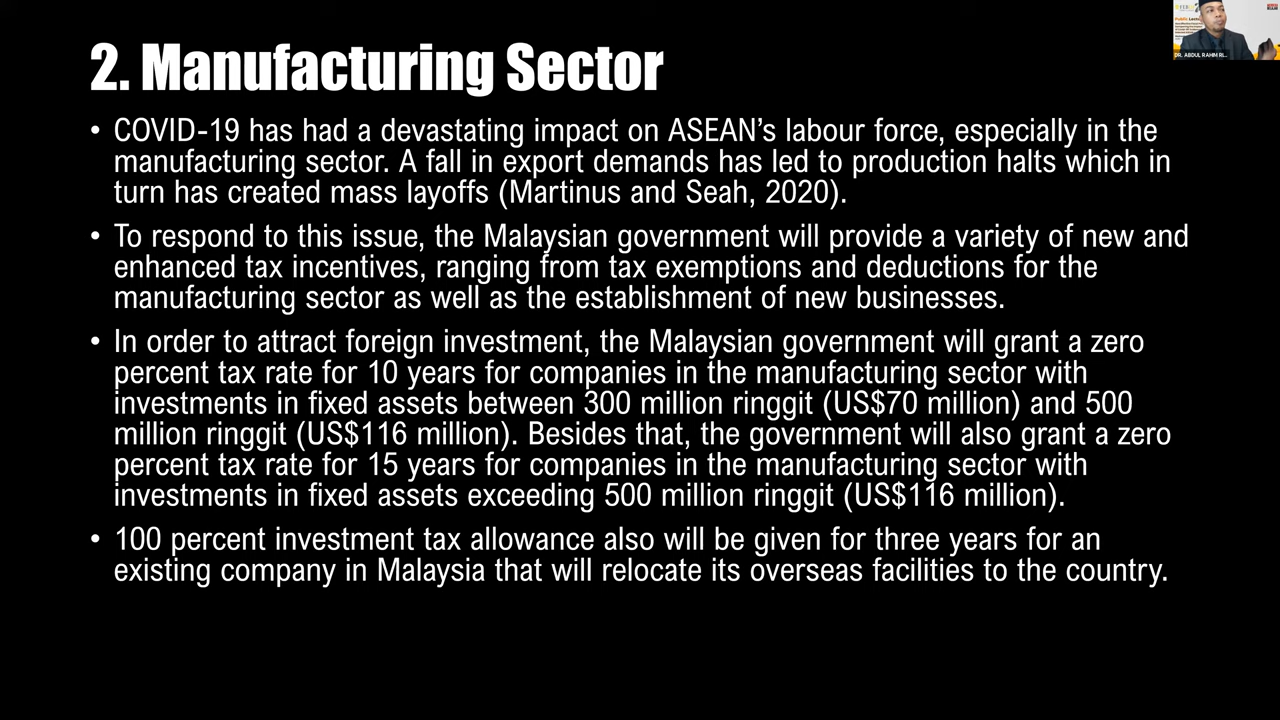 Public Lecture
DR. ABDUL RAHIM RI...
2. Manufacturing Sector
• COVID-19 has had a devastating impact on ASEAN's labour force, especially in the
manufacturing sector. A fall in export demands has led to production halts which in
turn has created mass layoffs (Martinus and Seah, 2020).
• To respond to this issue, the Malaysian government will provide a variety of new and
enhanced tax incentives, ranging from tax exemptions and deductions for the
manufacturing sector as well as the establishment of new businesses.
• In order to attract foreign investment, the Malaysian government will grant a zero
percent tax rate for 10 years for companies in the manufacturing sector with
investments in fixed assets between 300 million ringgit (US$70 million) and 500
million ringgit (US$116 million). Besides that, the government will also grant a zero
percent tax rate for 15 years for companies in the manufacturing sector with
investments in fixed assets exceeding 500 million ringgit (US$116 million).
• 100 percent investment tax allowance also will be given for three years for an
existing company in Malaysia that will relocate its overseas facilities to the country.